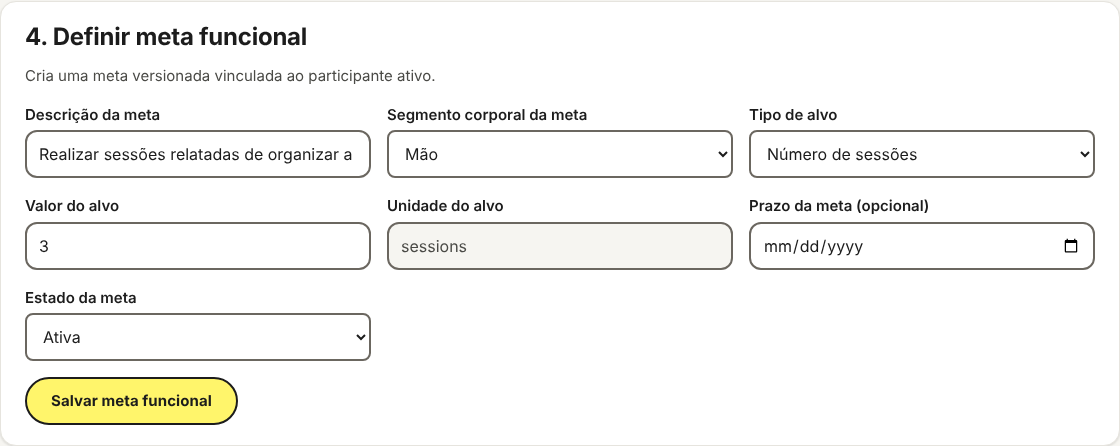 4. Definir meta funcional
Cria uma meta versionada vinculada ao participante ativo.
Descrição da meta
Segmento corporal da meta
Tipo de alvo
Realizar sessões relatadas de organizar a
Mão
Número de sessões
Valor do alvo
Unidade do alvo
Prazo da meta (opcional)
3
sessions
mm/dd/yyyy
Estado da meta
Ativa
Salvar meta funcional